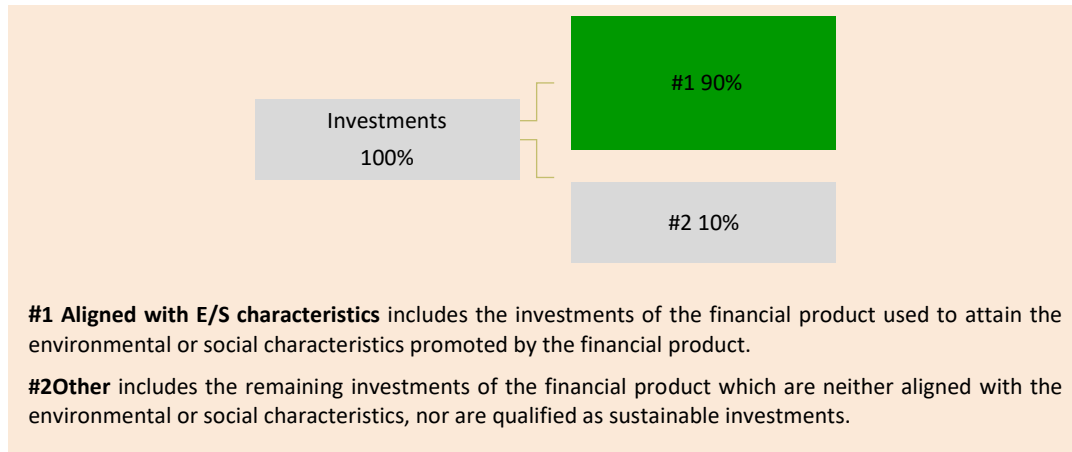 #1 90%
Investments
100%
#2 10%
#1 Aligned with E/S characteristics includes the investments of the financial product used to attain the
environmental or social characteristics promoted by the financial product.
#2Other includes the remaining investments of the financial product which are neither aligned with the
environmental or social characteristics, nor are qualified as sustainable investments.